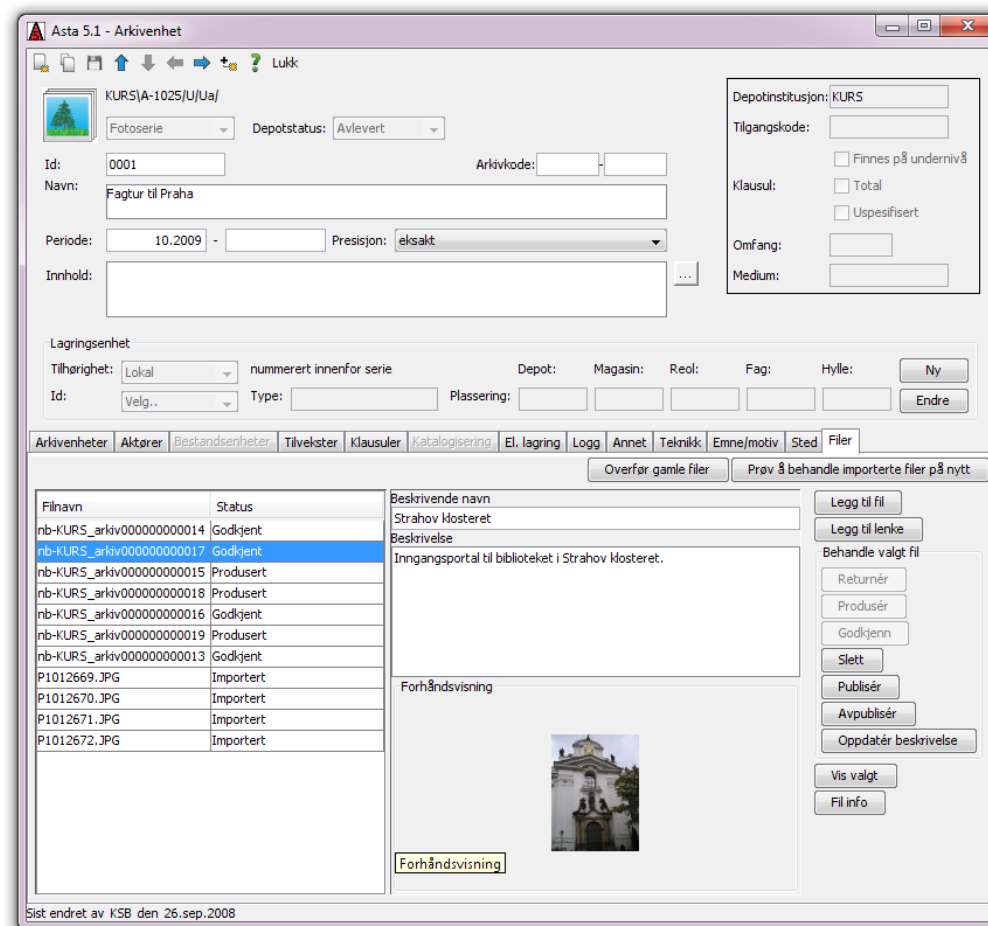 Asta 5.1 - Arkivenhet
Lukk
KURS\A-1025/U/Ua/
Fotoserie Depotstatus: Avlevert
Depotinstitusjon: KURS
Tilgangskode:
Finnes på undernivå
Klausul: Total
Uspesifisert
Omfang:
Medium:
Id: 0001 Arkivkode: -
Navn: Fagtur til Praha
Periode: 10.2009 - Presisjon: eksakt
Innhold: ...
Lagringsenhet
Tilhørighet: Lokal nummerert innenfor serie Depot: Magasin: Reol: Fag: Hylle: Ny
Id: Velg.. Type: Plassering: Endre
Arkivenheter Aktører Bestandsenheter Tilvekster Klausuler Katalogisering El. lagring Logg Annet Teknikk Emne/motiv Sted Filer
Overfør gamle filer Prøv å behandle importerte filer på nytt
Filnavn Status
nb-KURS_arkiv000000000014 Godkjent
nb-KURS_arkiv000000000017 Godkjent
nb-KURS_arkiv000000000015 Produsert
nb-KURS_arkiv000000000018 Produsert
nb-KURS_arkiv000000000016 Godkjent
nb-KURS_arkiv000000000019 Produsert
nb-KURS_arkiv000000000013 Godkjent
P1012669.JPG Importert
P1012670.JPG Importert
P1012671.JPG Importert
P1012672.JPG Importert
Beskrivende navn
Strahov klosteret
Beskrivelse
Inngangsportal til biblioteket i Strahov klosteret.
Forhåndsvisning
Forhåndsvisning
Legg til fil
Legg til lenke
Behandle valgt fil
Returnér
Produsér
Godkjenn
Slett
Publisér
Avpublisér
Oppdatér beskrivelse
Vis valgt
Fil info
Sist endret av KSB den 26.sep.2008